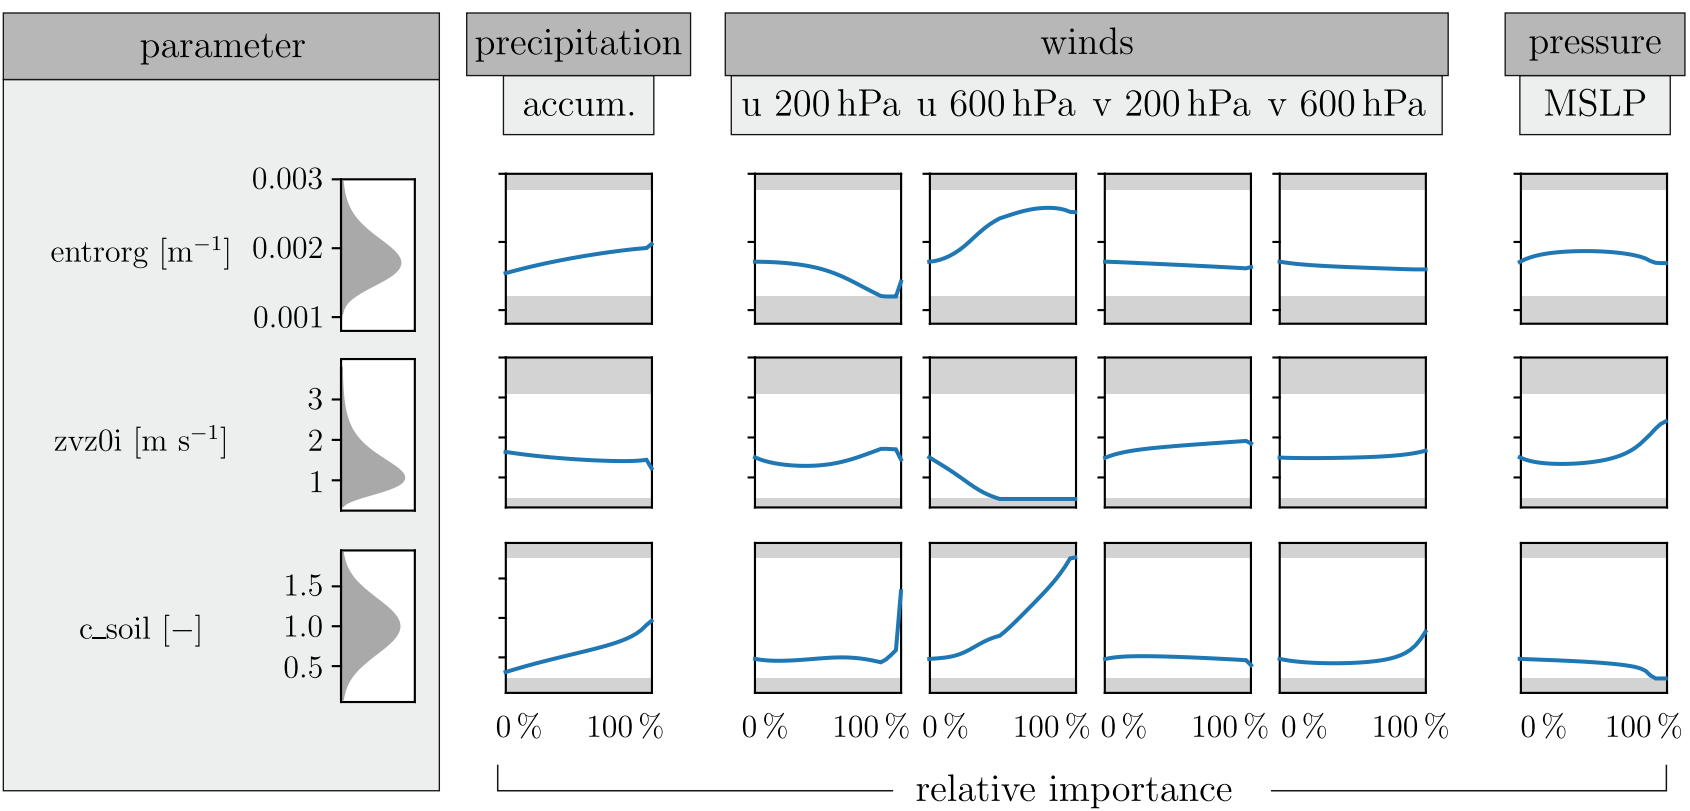 parameter precipitation winds pressure
accum. u 200 hPa u 600 hPa v 200 hPa v 600 hPa MSLP
0.003
entrorg [m⁻¹] 0.002
0.001
3
zvz0i [m s⁻¹] 2
1
1.5
c_soil [−] 1.0
0.5
0 % 100 % 0 % 100 % 0 % 100 % 0 % 100 % 0 % 100 % 0 % 100 %
relative importance